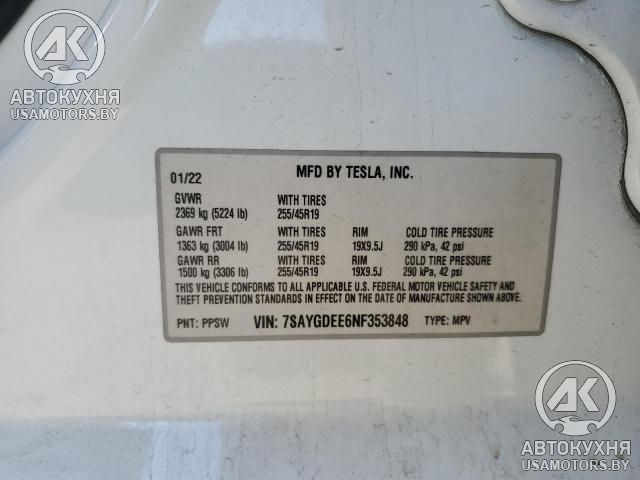 AK
АВТОКУХНЯ
USAMOTORS.BY
01/22 MFD BY TESLA, INC.
GVWR WITH TIRES
2369 kg (5224 lb) 255/45R19
GAWR FRT WITH TIRES RIM COLD TIRE PRESSURE
1363 kg (3004 lb) 255/45R19 19X9.5J 290 kPa, 42 psi
GAWR RR WITH TIRES RIM COLD TIRE PRESSURE
1500 kg (3306 lb) 255/45R19 19X9.5J 290 kPa, 42 psi
THIS VEHICLE CONFORMS TO ALL APPLICABLE U.S. FEDERAL MOTOR VEHICLE SAFETY AND
THEFT PREVENTION STANDARDS IN EFFECT ON THE DATE OF MANUFACTURE SHOWN ABOVE.
PNT: PPSW VIN: 7SAYGDEE6NF353848 TYPE: MPV
AK
АВТОКУХНЯ
USAMOTORS.BY